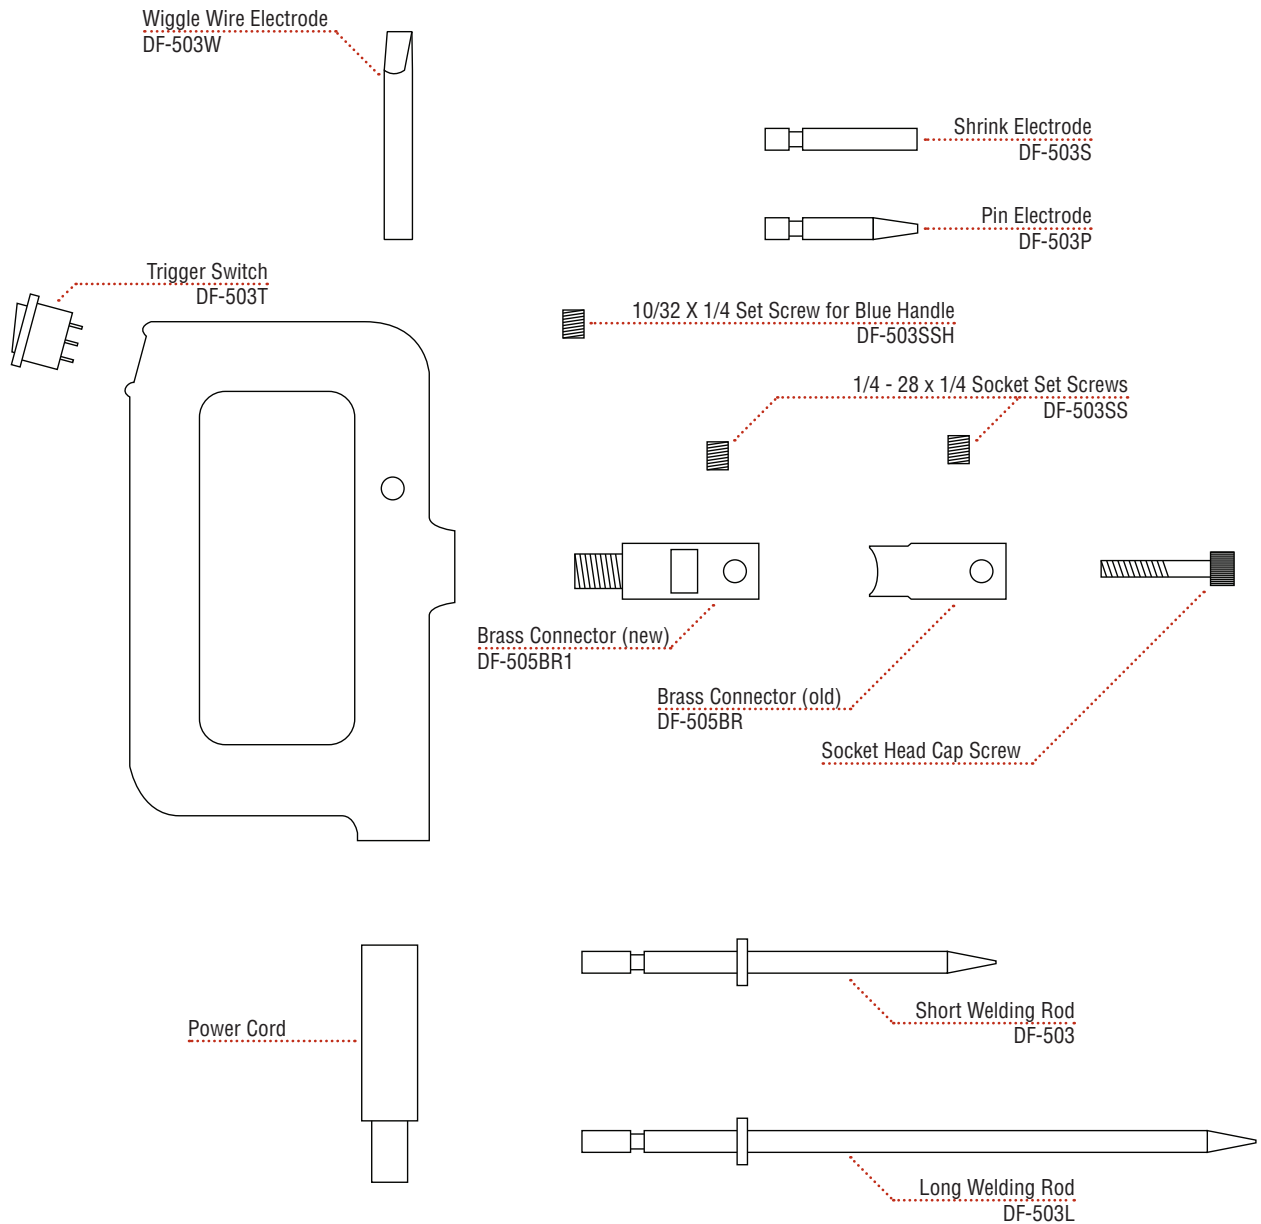 Wiggle Wire Electrode
DF-503W
Shrink Electrode
DF-503S
Pin Electrode
DF-503P
Trigger Switch
DF-503T
10/32 X 1/4 Set Screw for Blue Handle
DF-503SSH
1/4 - 28 x 1/4 Socket Set Screws
DF-503SS
Brass Connector (new)
DF-505BR1
Brass Connector (old)
DF-505BR
Socket Head Cap Screw
Power Cord
Short Welding Rod
DF-503
Long Welding Rod
DF-503L